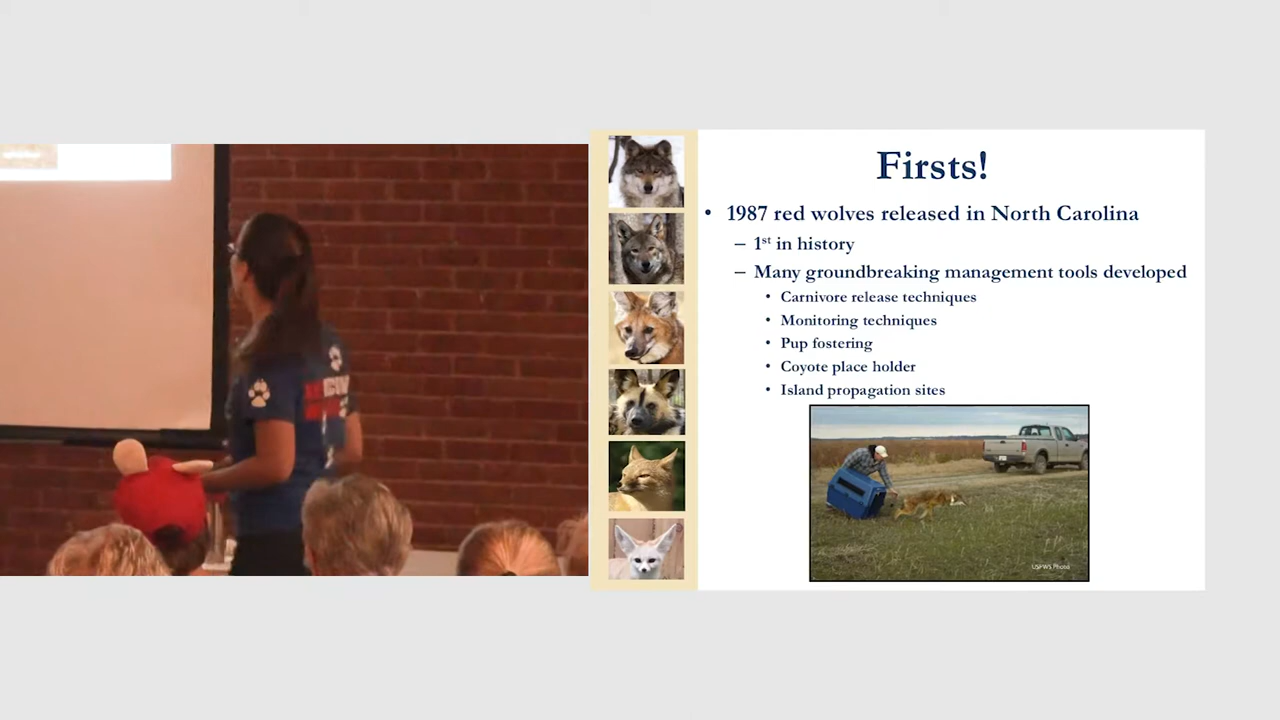 Firsts!
• 1987 red wolves released in North Carolina
– 1st in history
– Many groundbreaking management tools developed
• Carnivore release techniques
• Monitoring techniques
• Pup fostering
• Coyote place holder
• Island propagation sites
USFWS Photo